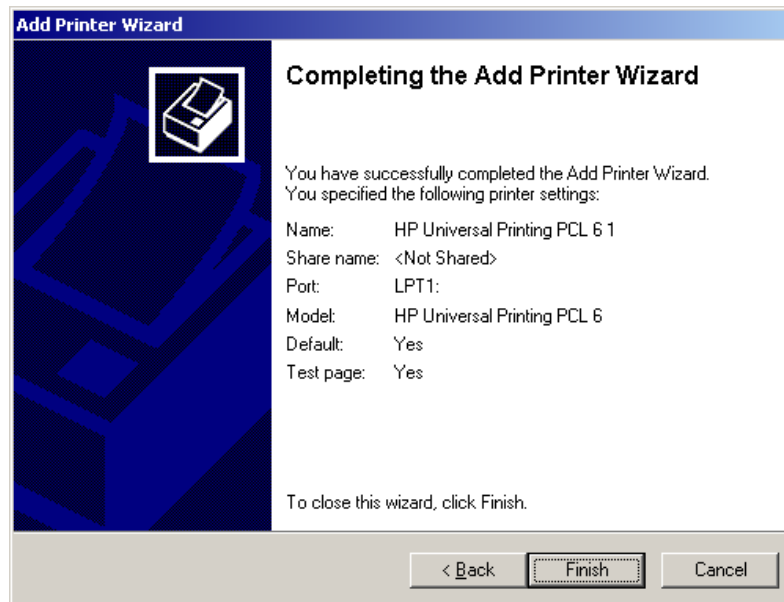 Add Printer Wizard
Completing the Add Printer Wizard
You have successfully completed the Add Printer Wizard.
You specified the following printer settings:
Name: HP Universal Printing PCL 6 1
Share name: <Not Shared>
Port: LPT1:
Model: HP Universal Printing PCL 6
Default: Yes
Test page: Yes
To close this wizard, click Finish.
< Back Finish Cancel